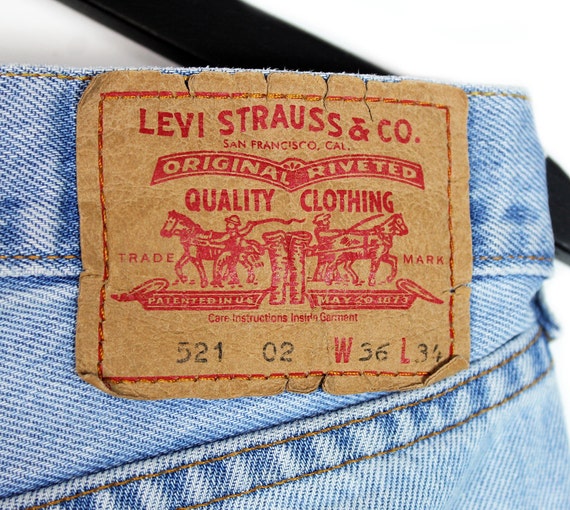 LEVI STRAUSS & CO.
SAN FRANCISCO, CAL.
ORIGINAL RIVETED
QUALITY CLOTHING
TRADE MARK
PATENTED IN U.S. MAY 20 1873
Care Instructions Inside Garment
521 02 W 36 L 34